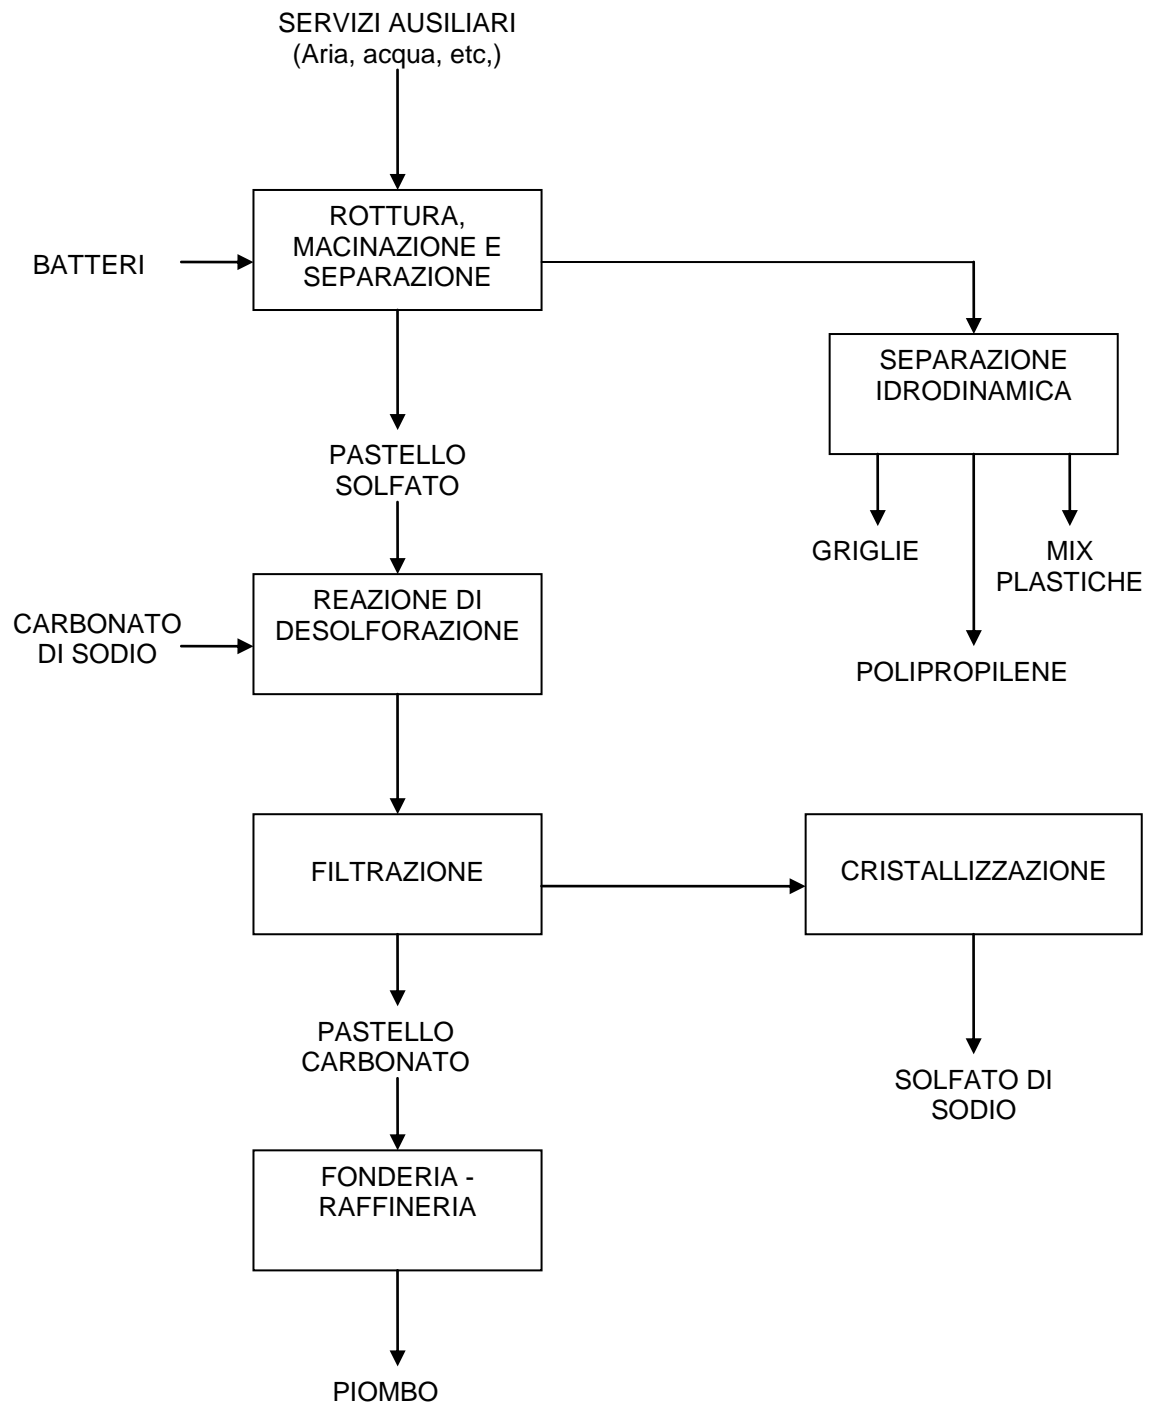 SERVIZI AUSILIARI
(Aria, acqua, etc,)
ROTTURA,
MACINAZIONE E
SEPARAZIONE
BATTERI
SEPARAZIONE
IDRODINAMICA
PASTELLO
SOLFATO
GRIGLIE
MIX
PLASTICHE
POLIPROPILENE
REAZIONE DI
DESOLFORAZIONE
CARBONATO
DI SODIO
FILTRAZIONE
CRISTALLIZZAZIONE
PASTELLO
CARBONATO
SOLFATO DI
SODIO
FONDERIA -
RAFFINERIA
PIOMBO